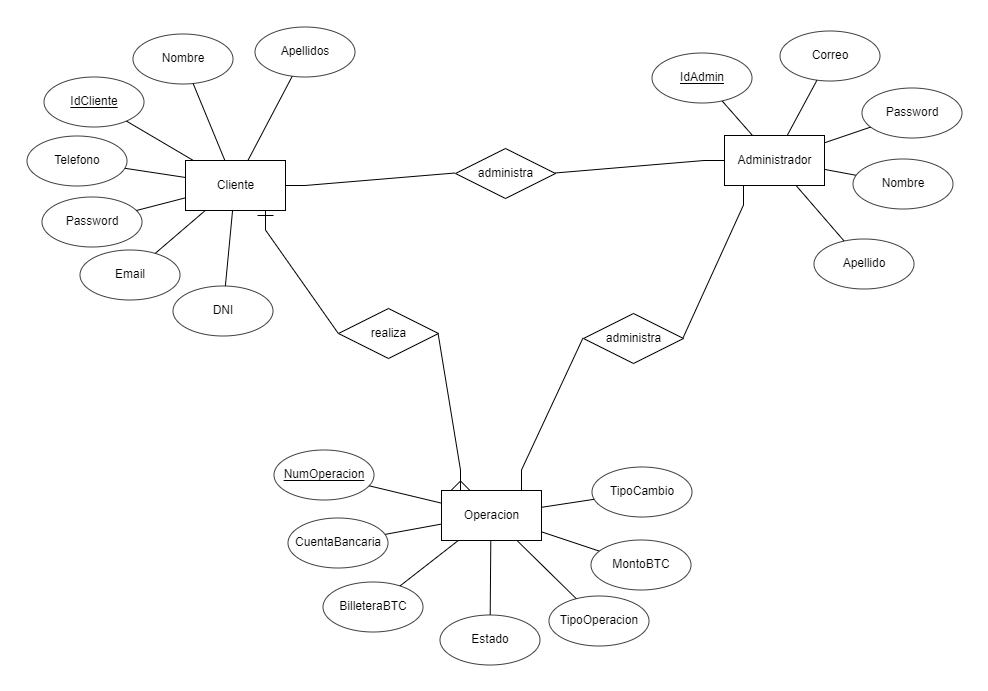 Nombre
Apellidos
IdCliente
Telefono
Password
Email
DNI
Cliente
administra
IdAdmin
Correo
Password
Nombre
Apellido
Administrador
realiza
administra
NumOperacion
CuentaBancaria
BilleteraBTC
Estado
TipoOperacion
MontoBTC
TipoCambio
Operacion